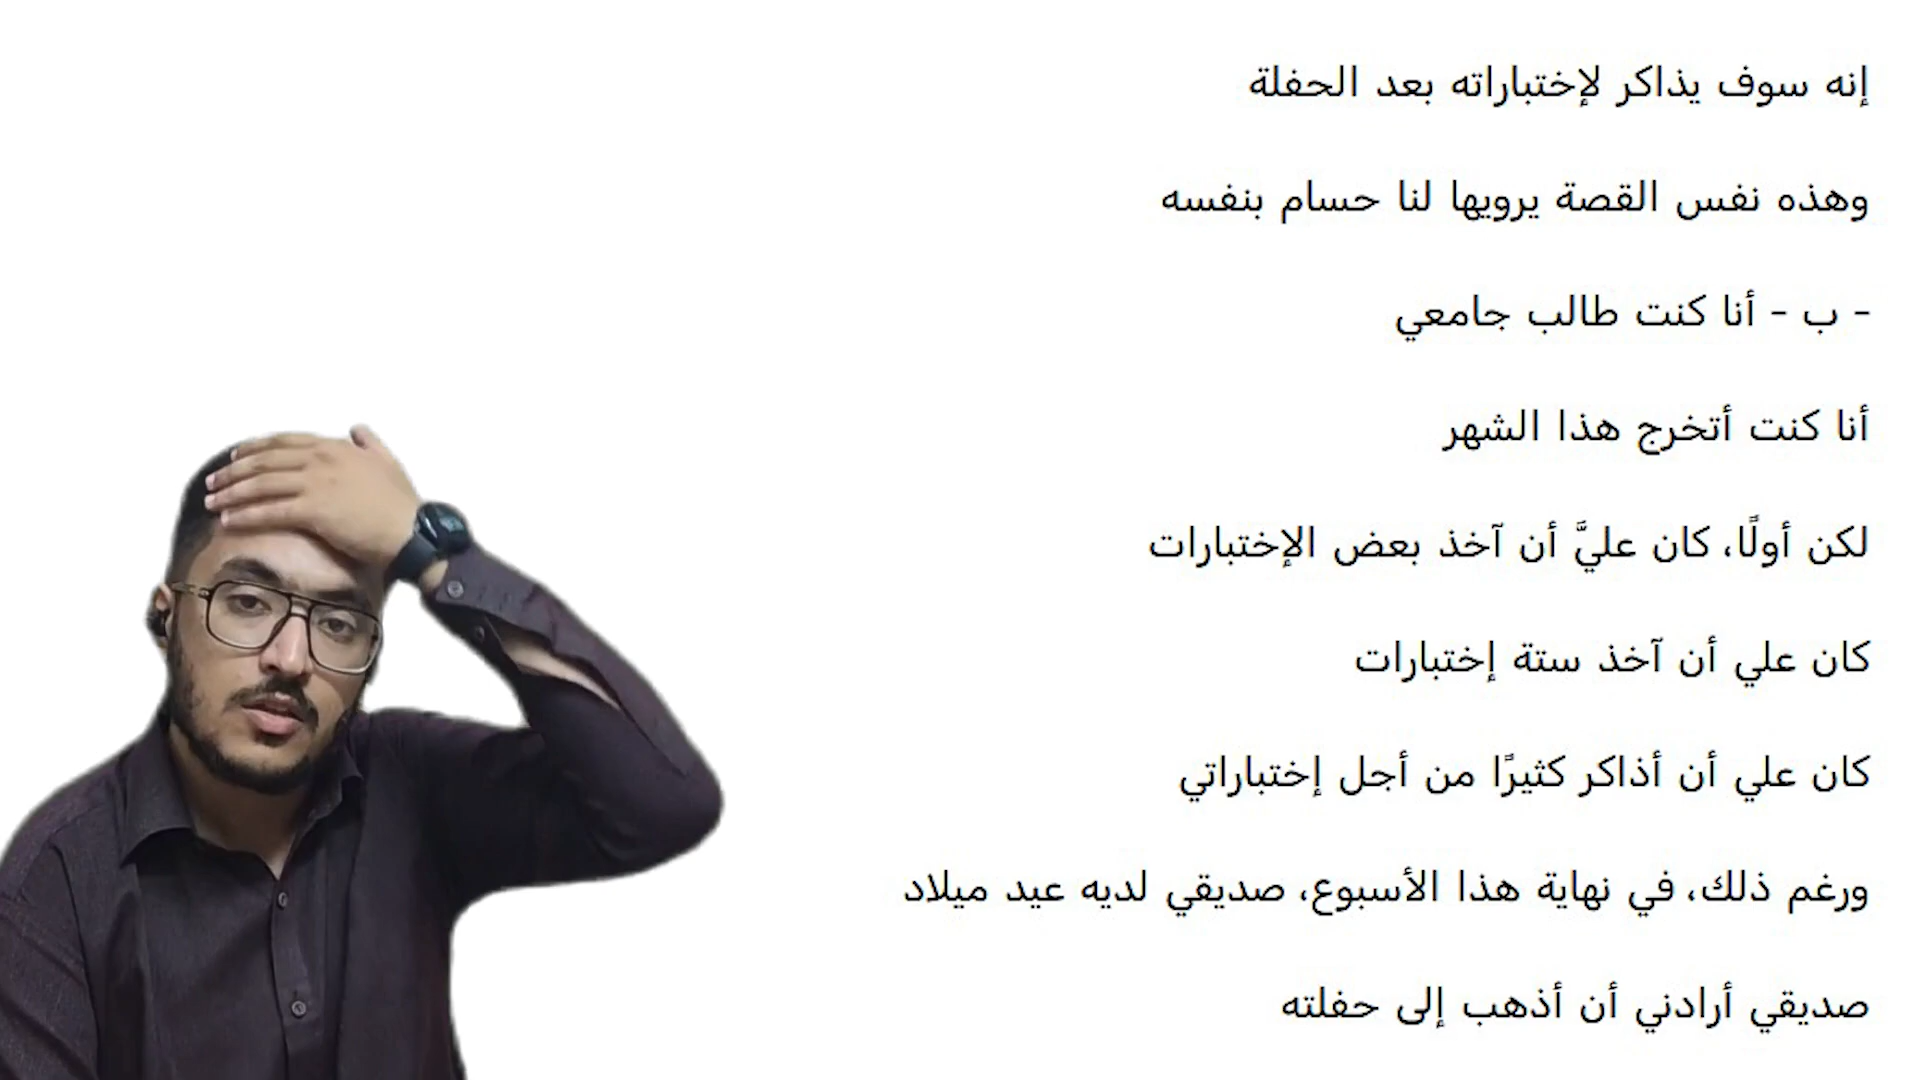 إنه سوف يذاكر لإختباراته بعد الحفلة
وهذه نفس القصة يرويها لنا حسام بنفسه
- ب - أنا كنت طالب جامعي
أنا كنت أتخرج هذا الشهر
لكن أولًا، كان عليَّ أن آخذ بعض الإختبارات
كان علي أن آخذ ستة إختبارات
كان علي أن أذاكر كثيرًا من أجل إختباراتي
ورغم ذلك، في نهاية هذا الأسبوع، صديقي لديه عيد ميلاد
صديقي أرادني أن أذهب إلى حفلته